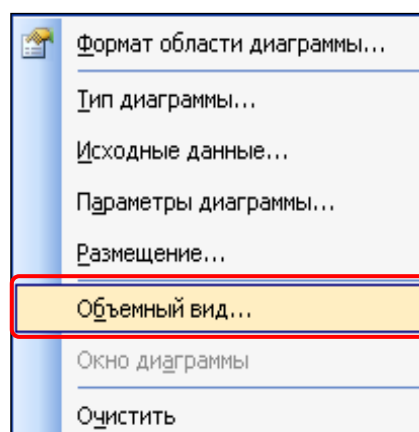 Формат области диаграммы...
Тип диаграммы...
Исходные данные...
Параметры диаграммы...
Размещение...
Объемный вид...
Окно диаграммы
Очистить